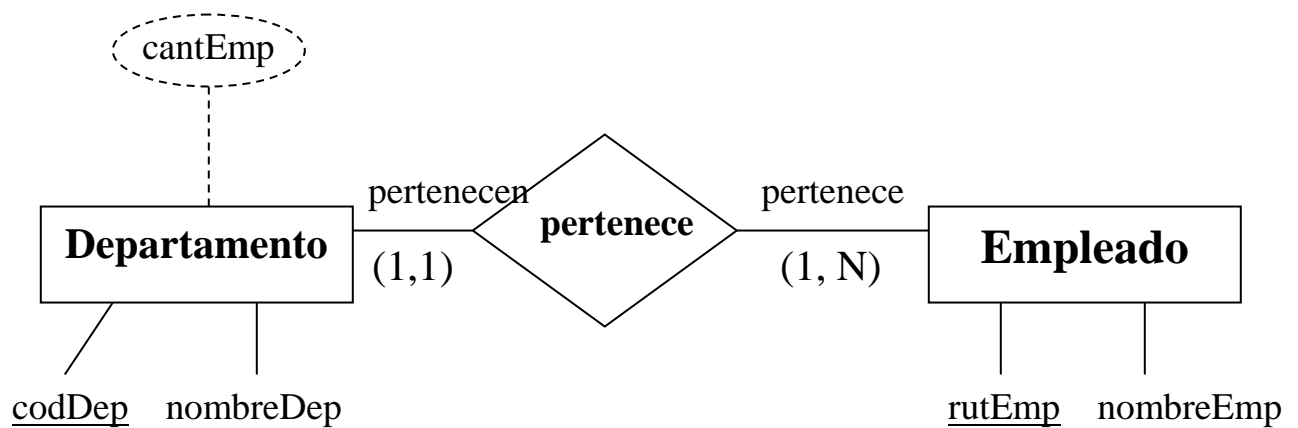 cantEmp
pertenecen
pertenece
pertenece
Departamento
Empleado
(1,1)
(1, N)
codDep
nombreDep
rutEmp
nombreEmp